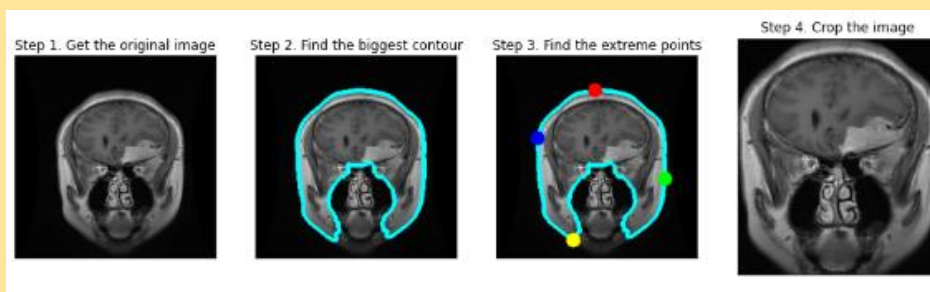 Step 1. Get the original image
Step 2. Find the biggest contour
Step 3. Find the extreme points
Step 4. Crop the image